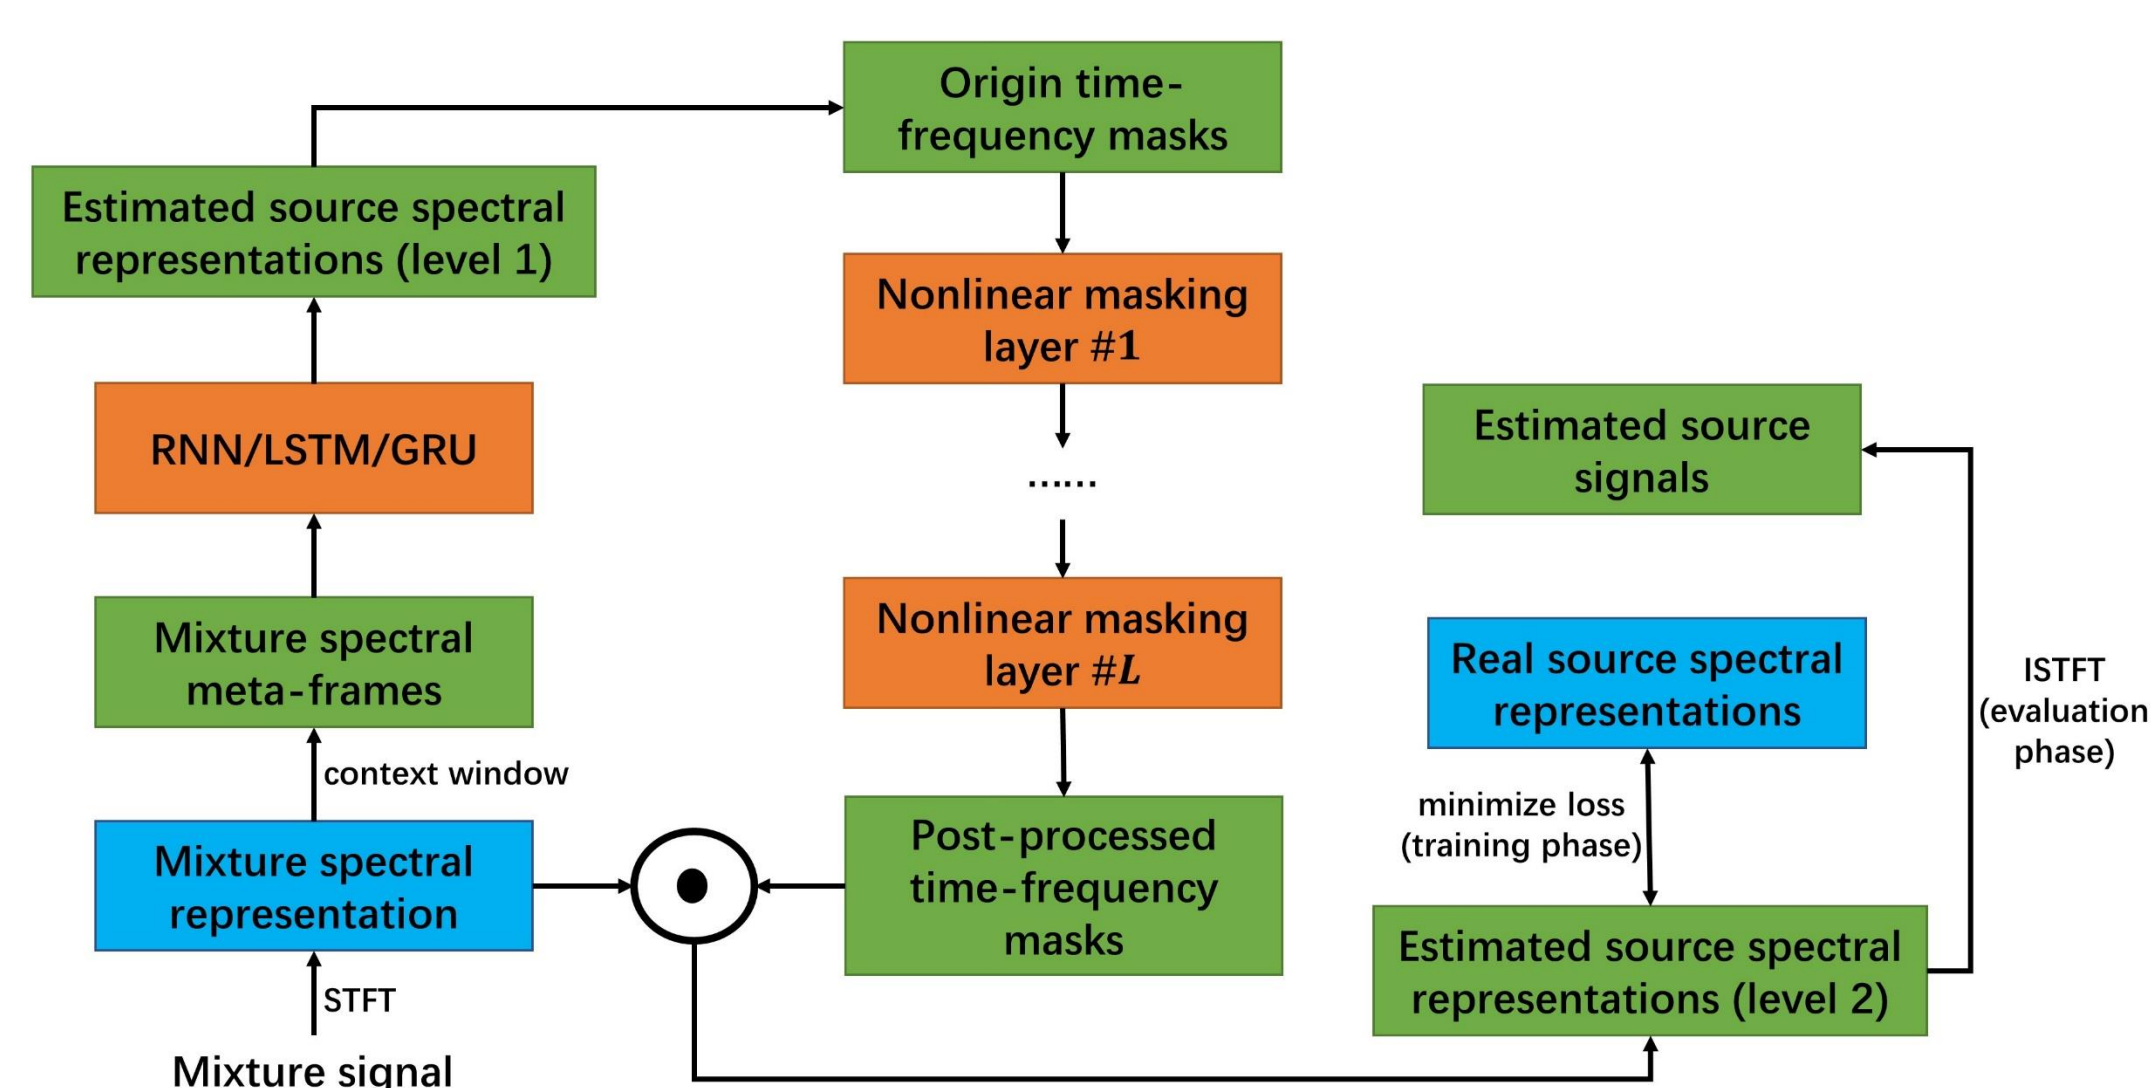 Origin time-
frequency masks
Estimated source spectral
representations (level 1)
Nonlinear masking
layer #1
RNN/LSTM/GRU
......
Estimated source
signals
Mixture spectral
meta-frames
Nonlinear masking
layer #L
Real source spectral
representations
ISTFT
(evaluation
phase)
context window
minimize loss
(training phase)
Mixture spectral
representation
Post-processed
time-frequency
masks
Estimated source spectral
representations (level 2)
STFT
Mixture signal